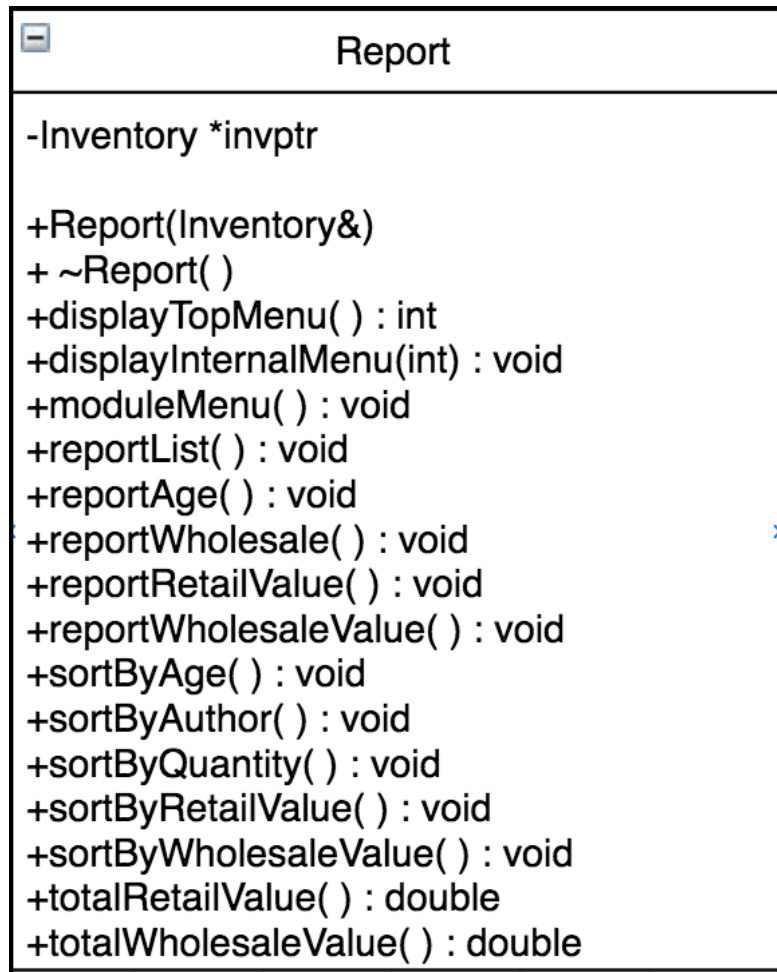 Report
-Inventory *invptr
+Report(Inventory&)
+ ~Report( )
+displayTopMenu( ) : int
+displayInternalMenu(int) : void
+moduleMenu( ) : void
+reportList( ) : void
+reportAge( ) : void
+reportWholesale( ) : void
+reportRetailValue( ) : void
+reportWholesaleValue( ) : void
+sortByAge( ) : void
+sortByAuthor( ) : void
+sortByQuantity( ) : void
+sortByRetailValue( ) : void
+sortByWholesaleValue( ) : void
+totalRetailValue( ) : double
+totalWholesaleValue( ) : double